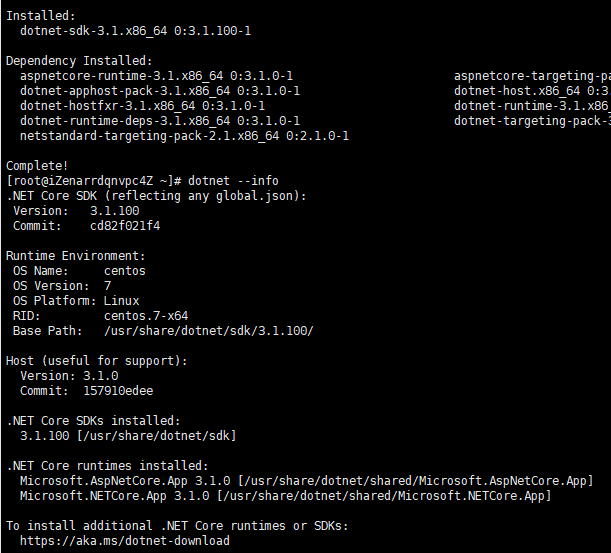 Installed:
dotnet-sdk-3.1.x86_64 0:3.1.100-1
Dependency Installed:
aspnetcore-runtime-3.1.x86_64 0:3.1.0-1 aspnetcore-targeting-pa
dotnet-apphost-pack-3.1.x86_64 0:3.1.0-1 dotnet-host.x86_64 0:3.
dotnet-hostfxr-3.1.x86_64 0:3.1.0-1 dotnet-runtime-3.1.x86_
dotnet-runtime-deps-3.1.x86_64 0:3.1.0-1 dotnet-targeting-pack-3
netstandard-targeting-pack-2.1.x86_64 0:2.1.0-1
Complete!
[root@iZenarrdqnvpc4Z ~]# dotnet --info
.NET Core SDK (reflecting any global.json):
Version: 3.1.100
Commit: cd82f021f4
Runtime Environment:
OS Name: centos
OS Version: 7
OS Platform: Linux
RID: centos.7-x64
Base Path: /usr/share/dotnet/sdk/3.1.100/
Host (useful for support):
Version: 3.1.0
Commit: 157910edee
.NET Core SDKs installed:
3.1.100 [/usr/share/dotnet/sdk]
.NET Core runtimes installed:
Microsoft.AspNetCore.App 3.1.0 [/usr/share/dotnet/shared/Microsoft.AspNetCore.App]
Microsoft.NETCore.App 3.1.0 [/usr/share/dotnet/shared/Microsoft.NETCore.App]
To install additional .NET Core runtimes or SDKs:
https://aka.ms/dotnet-download